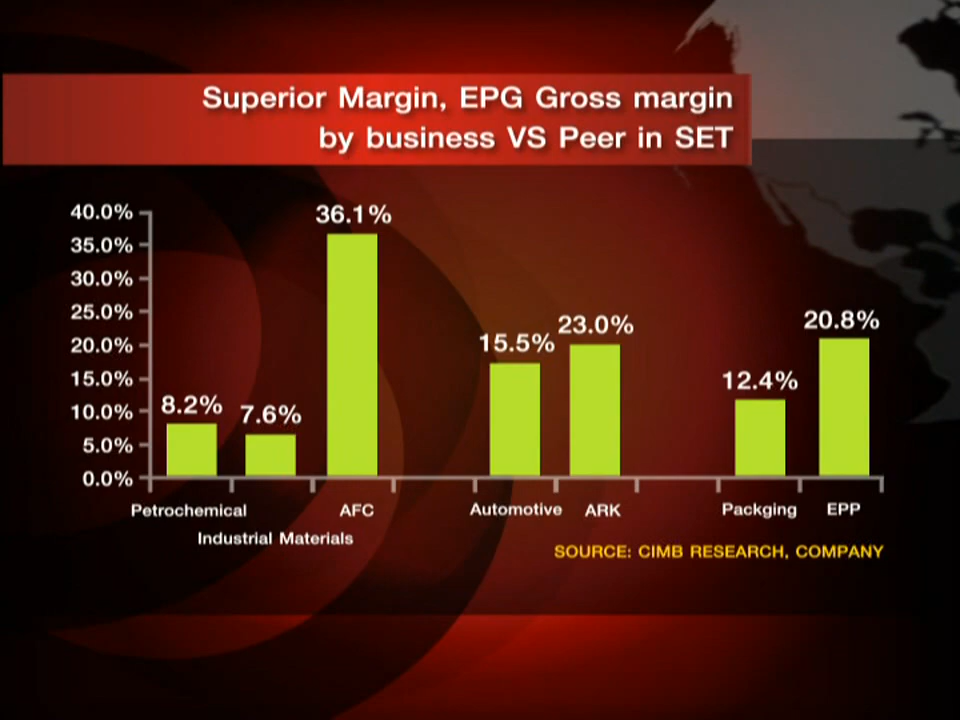 Superior Margin, EPG Gross margin
by business VS Peer in SET
40.0%
35.0%
30.0%
25.0%
20.0%
15.0%
10.0%
5.0%
0.0%
8.2%
7.6%
36.1%
15.5%
23.0%
12.4%
20.8%
Petrochemical
Industrial Materials
AFC
Automotive
ARK
Packging
EPP
SOURCE: CIMB RESEARCH, COMPANY